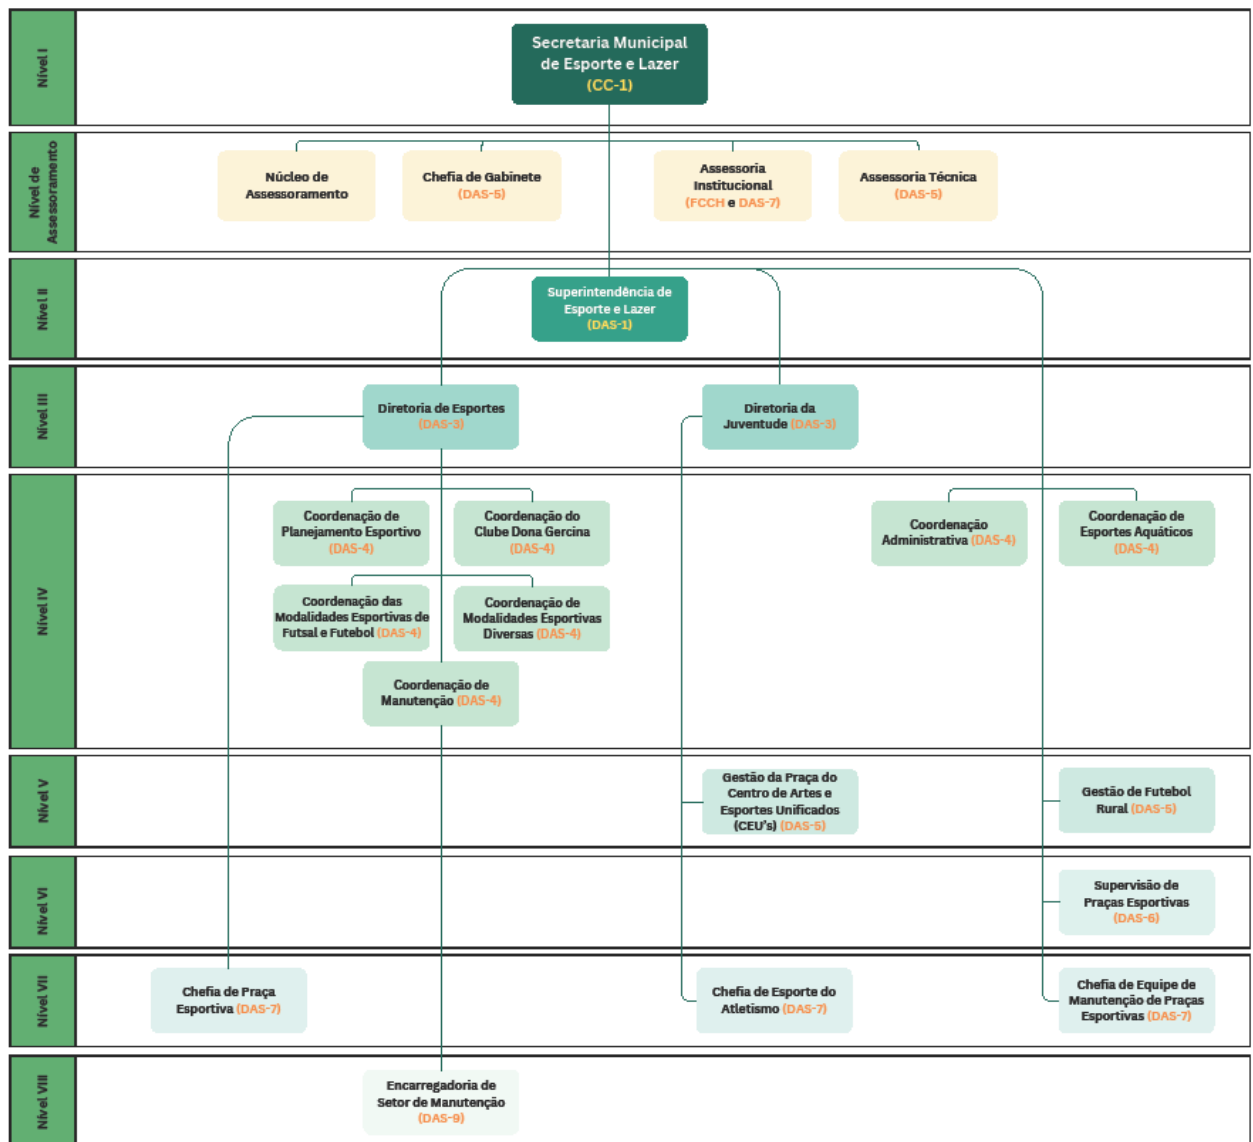 Nível I
Secretaria Municipal
de Esporte e Lazer
(CC-1)
Nível de
Assessoramento
Núcleo de
Assessoramento
Chefia de Gabinete
(DAS-5)
Assessoria
Institucional
(FCCH e DAS-7)
Assessoria Técnica
(DAS-5)
Nível II
Superintendência de
Esporte e Lazer
(DAS-1)
Nível III
Diretoria de Esportes
(DAS-3)
Diretoria da
Juventude (DAS-3)
Nível IV
Coordenação de
Planejamento Esportivo
(DAS-4)
Coordenação do
Clube Dona Gercina
(DAS-4)
Coordenação
Administrativa (DAS-4)
Coordenação de
Esportes Aquáticos
(DAS-4)
Coordenação das
Modalidades Esportivas de
Futsal e Futebol (DAS-4)
Coordenação de
Modalidades Esportivas
Diversas (DAS-4)
Coordenação de
Manutenção (DAS-4)
Nível V
Gestão da Praça do
Centro de Artes e
Esportes Unificados
(CEU's) (DAS-5)
Gestão de Futebol
Rural (DAS-5)
Nível VI
Supervisão de
Praças Esportivas
(DAS-6)
Nível VII
Chefia de Praça
Esportiva (DAS-7)
Chefia de Esporte do
Atletismo (DAS-7)
Chefia de Equipe de
Manutenção de Praças
Esportivas (DAS-7)
Nível VIII
Encarregadoria de
Setor de Manutenção
(DAS-9)